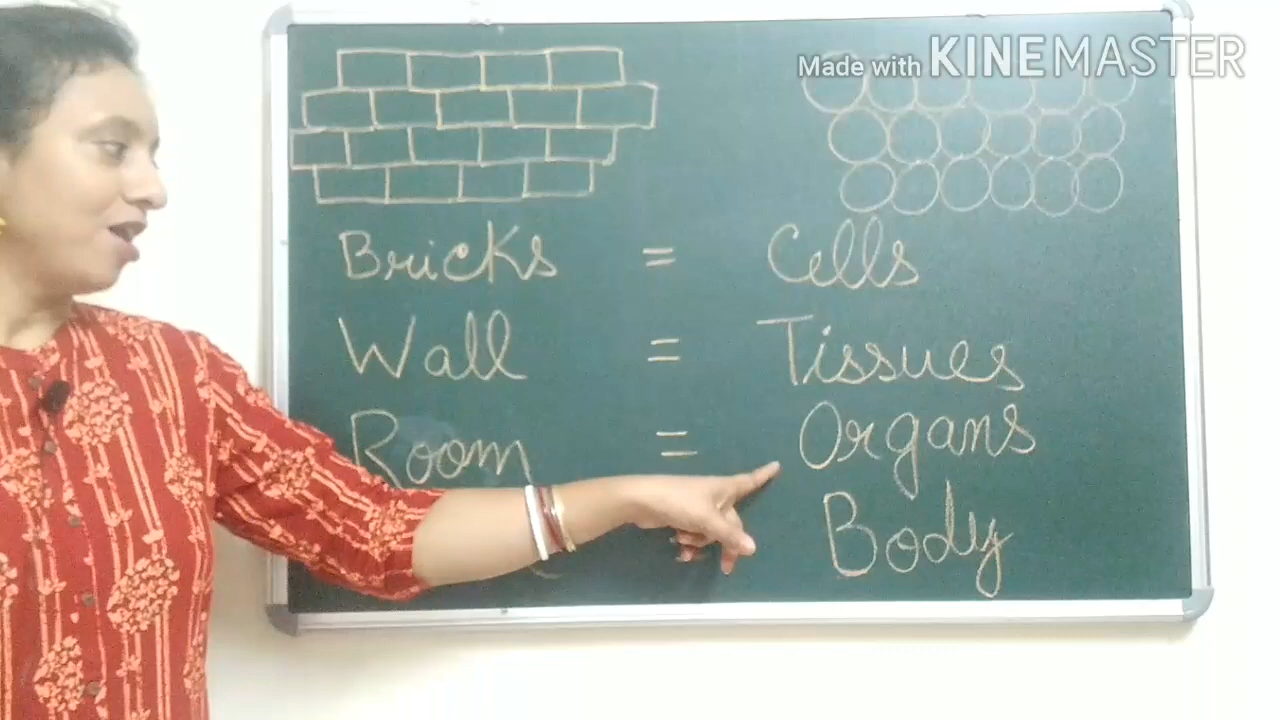 Made with KINEMASTER
Bricks = Cells
Wall = Tissues
Room = Organs
Body